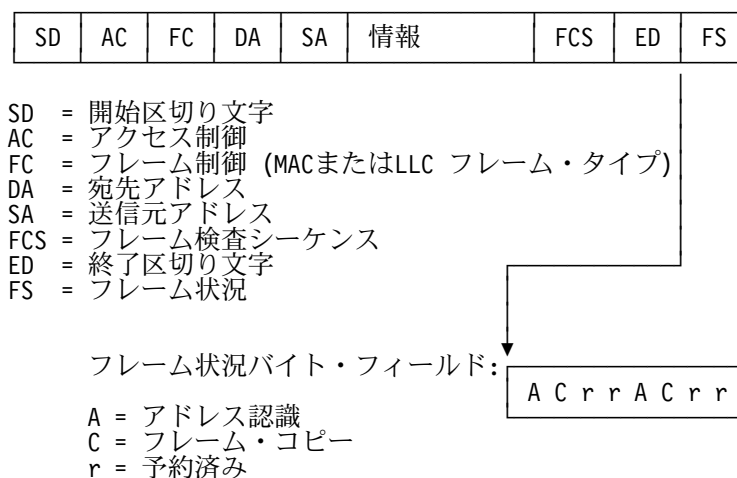 SD AC FC DA SA 情報 FCS ED FS
SD = 開始区切り文字
AC = アクセス制御
FC = フレーム制御 (MACまたはLLC フレーム・タイプ)
DA = 宛先アドレス
SA = 送信元アドレス
FCS = フレーム検査シーケンス
ED = 終了区切り文字
FS = フレーム状況
フレーム状況バイト・フィールド:
A C r r A C r r
A = アドレス認識
C = フレーム・コピー
r = 予約済み